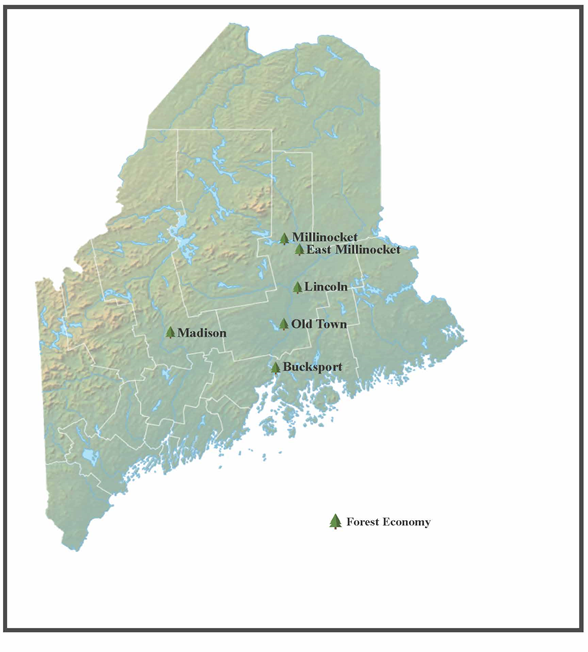 Millinocket
East Millinocket
Lincoln
Old Town
Madison
Bucksport
Forest Economy